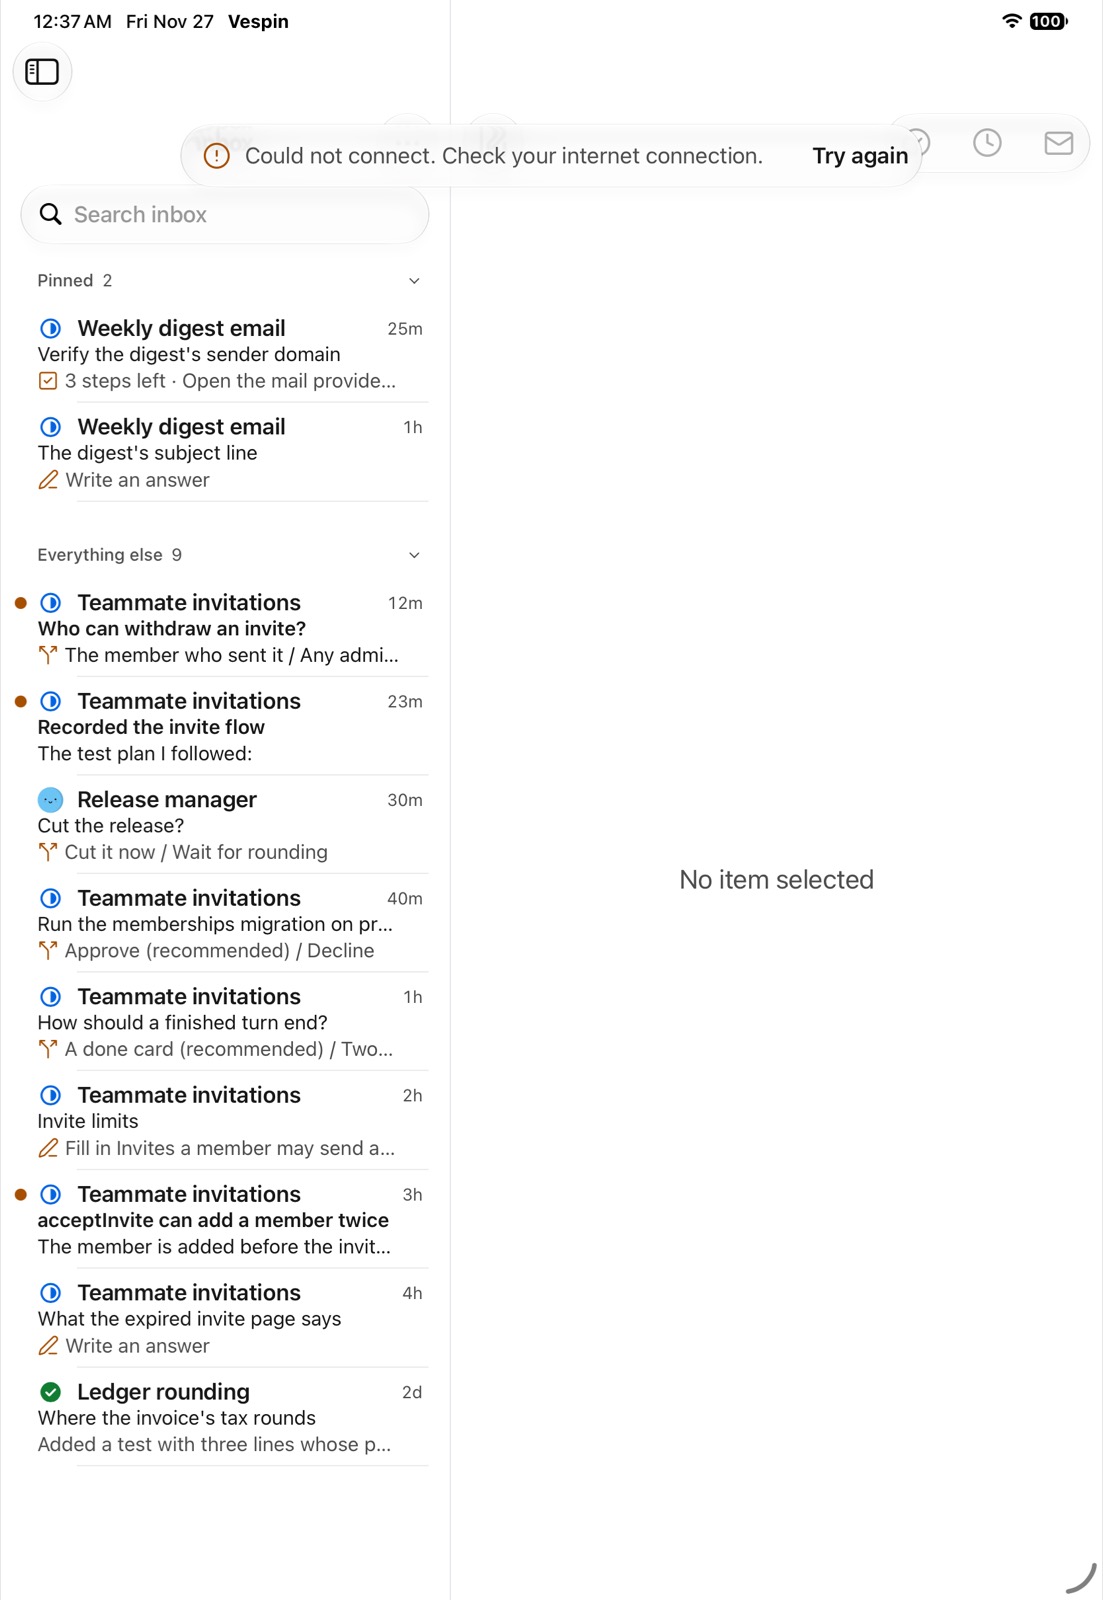 12:37 AM Fri Nov 27 Vespin
100
Could not connect. Check your internet connection. Try again
Search inbox
Pinned 2
Weekly digest email 25m
Verify the digest's sender domain
3 steps left · Open the mail provide...
Weekly digest email 1h
The digest's subject line
Write an answer
Everything else 9
Teammate invitations 12m
Who can withdraw an invite?
The member who sent it / Any admi...
Teammate invitations 23m
Recorded the invite flow
The test plan I followed:
Release manager 30m
Cut the release?
Cut it now / Wait for rounding
Teammate invitations 40m
Run the memberships migration on pr...
Approve (recommended) / Decline
Teammate invitations 1h
How should a finished turn end?
A done card (recommended) / Two...
Teammate invitations 2h
Invite limits
Fill in Invites a member may send a...
Teammate invitations 3h
acceptInvite can add a member twice
The member is added before the invit...
Teammate invitations 4h
What the expired invite page says
Write an answer
Ledger rounding 2d
Where the invoice's tax rounds
Added a test with three lines whose p...
No item selected